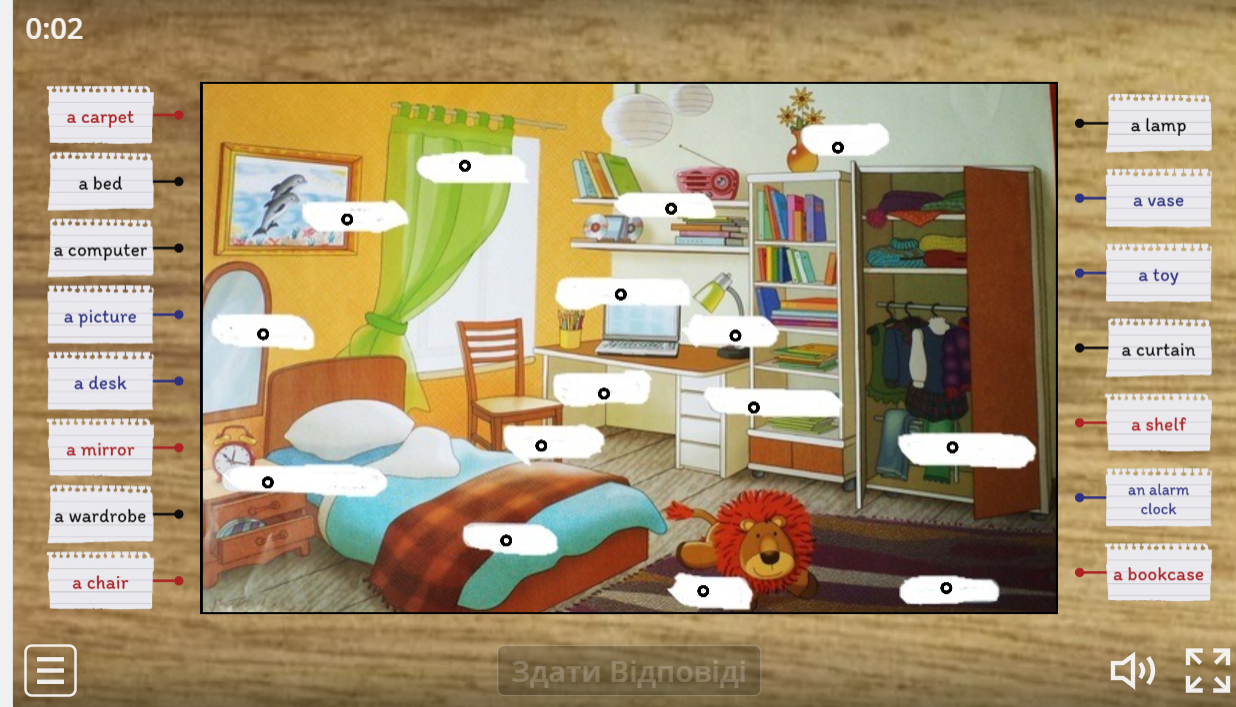 0:02
a carpet
a bed
a computer
a picture
a desk
a mirror
a wardrobe
a chair
a lamp
a vase
a toy
a curtain
a shelf
an alarm
clock
a bookcase
Здати Відповіді